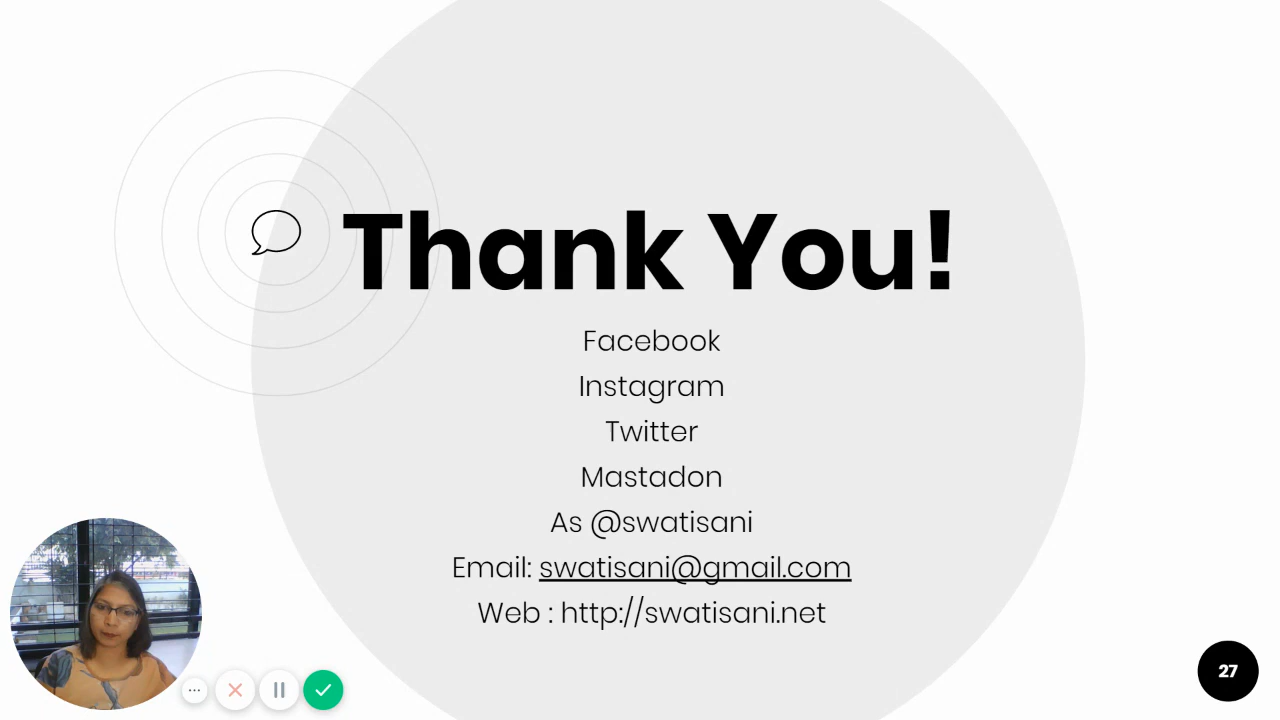 Thank You!
Facebook
Instagram
Twitter
Mastadon
As @swatisani
Email: swatisani@gmail.com
Web : http://swatisani.net
27